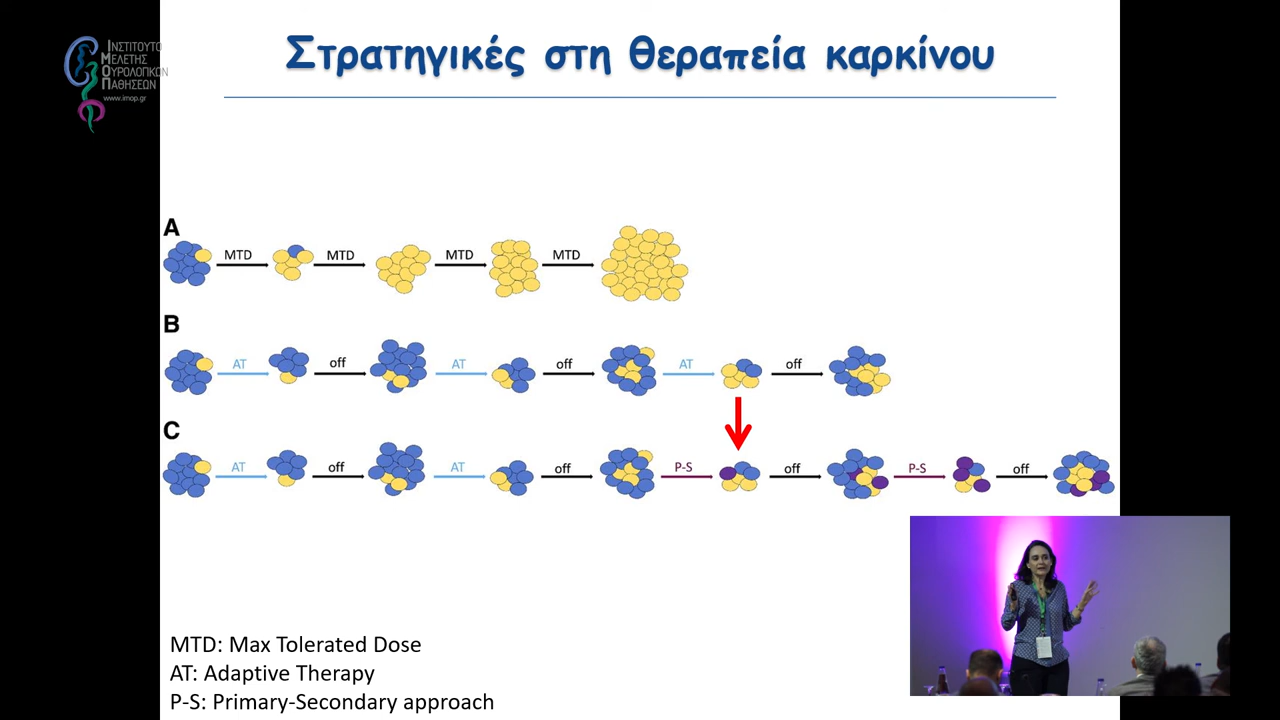 ΙΝΣΤΙΤΟΥΤΟ
ΜΕΛΕΤΗΣ
ΟΥΡΟΛΟΓΙΚΩΝ
ΠΑΘΗΣΕΩΝ
www.imop.gr
Στρατηγικές στη θεραπεία καρκίνου
A
MTD MTD MTD MTD
B
AT off AT off AT off
C
AT off AT off P-S off P-S off
MTD: Max Tolerated Dose
AT: Adaptive Therapy
P-S: Primary-Secondary approach